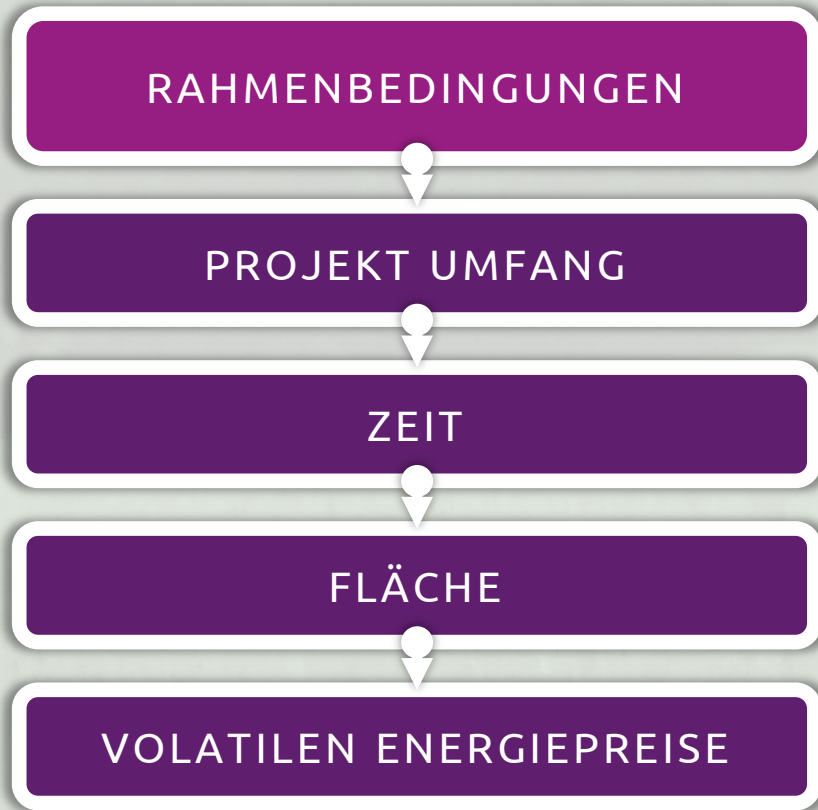 RAHMENBEDINGUNGEN
PROJEKT UMFANG
ZEIT
FLÄCHE
VOLATILEN ENERGIEPREISE